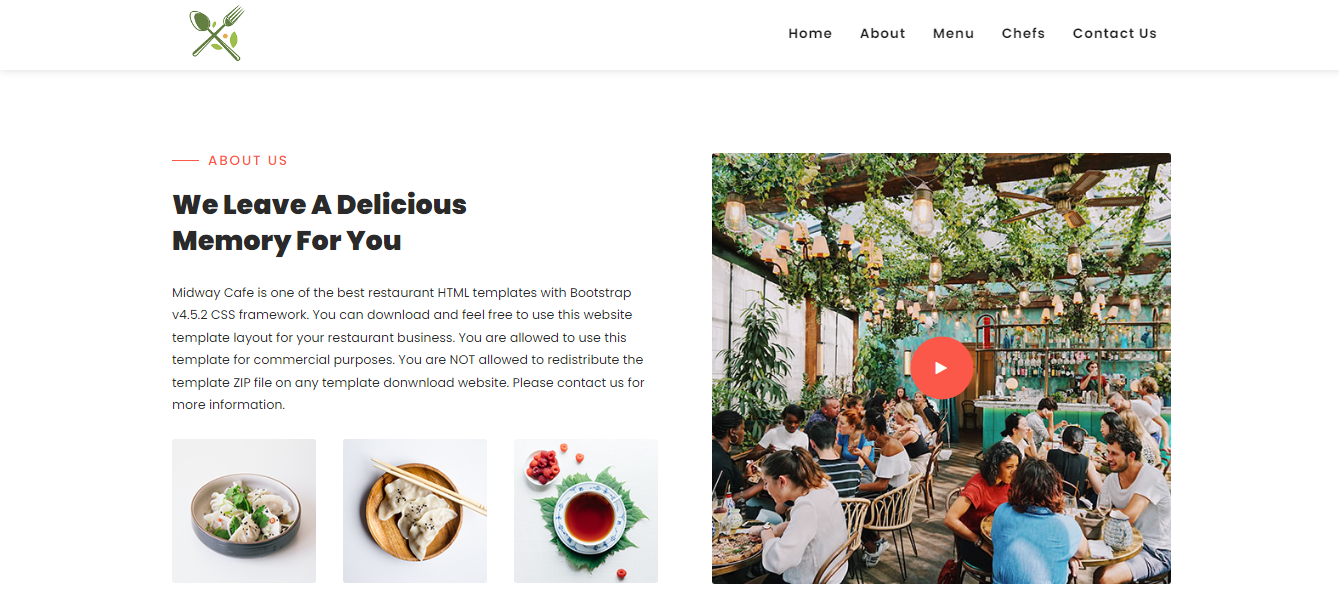 Home About Menu Chefs Contact Us
ABOUT US
We Leave A Delicious
Memory For You
Midway Cafe is one of the best restaurant HTML templates with Bootstrap
v4.5.2 CSS framework. You can download and feel free to use this website
template layout for your restaurant business. You are allowed to use this
template for commercial purposes. You are NOT allowed to redistribute the
template ZIP file on any template donwnload website. Please contact us for
more information.